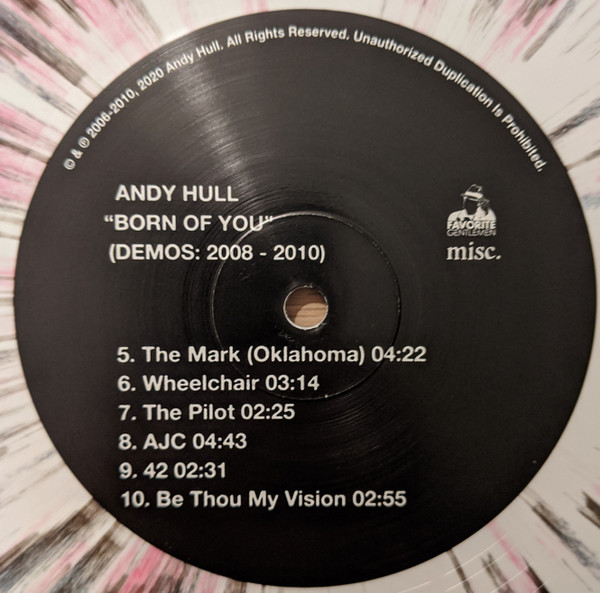 © & ℗ 2006-2010, 2020 Andy Hull. All Rights Reserved. Unauthorized Duplication Is Prohibited.
ANDY HULL
“BORN OF YOU”
(DEMOS: 2008 - 2010)
FAVORITE
GENTLEMEN
misc.
5. The Mark (Oklahoma) 04:22
6. Wheelchair 03:14
7. The Pilot 02:25
8. AJC 04:43
9. 42 02:31
10. Be Thou My Vision 02:55